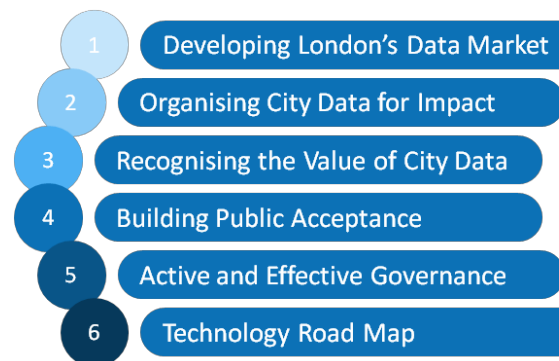 1 Developing London's Data Market
2 Organising City Data for Impact
3 Recognising the Value of City Data
4 Building Public Acceptance
5 Active and Effective Governance
6 Technology Road Map